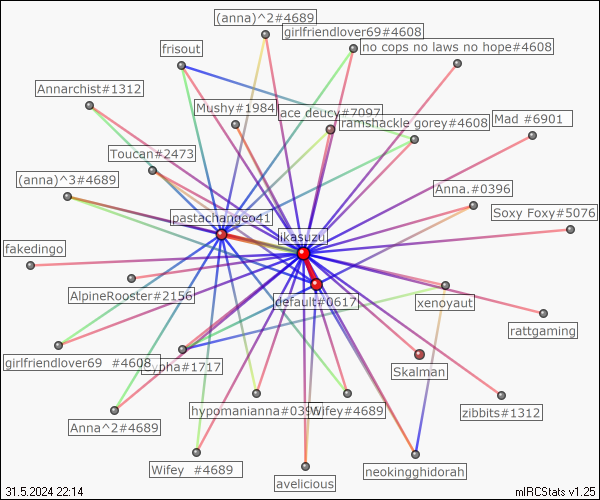 (anna)^2#4689
girlfriendlover69#4608
frisout
no cops no laws no hope#4608
Annarchist#1312
Mushy#1984
ace deucy#7097
ramshackle gorey#4608
Mad #6901
Toucan#2473
(anna)^3#4689
Anna.#0396
pastachangeo41
Soxy Foxy#5076
ikasuzu
fakedingo
AlpineRooster#2156
default#0617
xenoyaut
rattgaming
girlfriendlover69 #4608
#1717
Skalman
hypomanianna#039
Wifey#4689
zibbits#1312
Anna^2#4689
Wifey #4689
neokingghidorah
avelicious
31.5.2024 22:14
mIRCStats v1.25